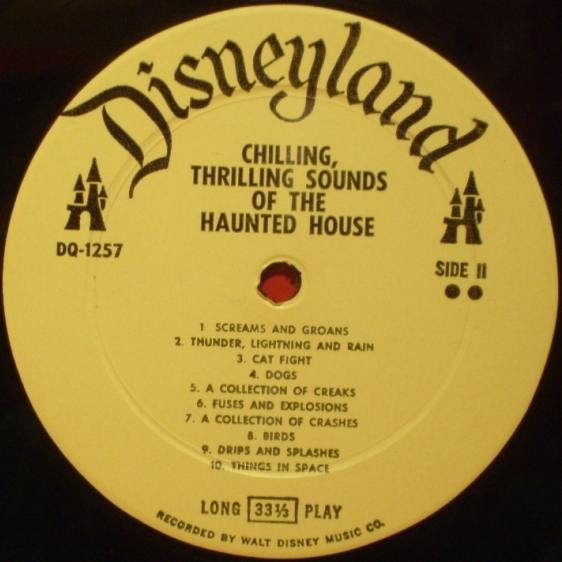 Disneyland
CHILLING,
THRILLING SOUNDS
OF THE
HAUNTED HOUSE
DQ-1257
SIDE II
1 SCREAMS AND GROANS
2. THUNDER, LIGHTNING AND RAIN
3. CAT FIGHT
4. DOGS
5. A COLLECTION OF CREAKS
6. FUSES AND EXPLOSIONS
7. A COLLECTION OF CRASHES
8. BIRDS
9. DRIPS AND SPLASHES
10. THINGS IN SPACE
LONG 33⅓ PLAY
RECORDED BY WALT DISNEY MUSIC CO.